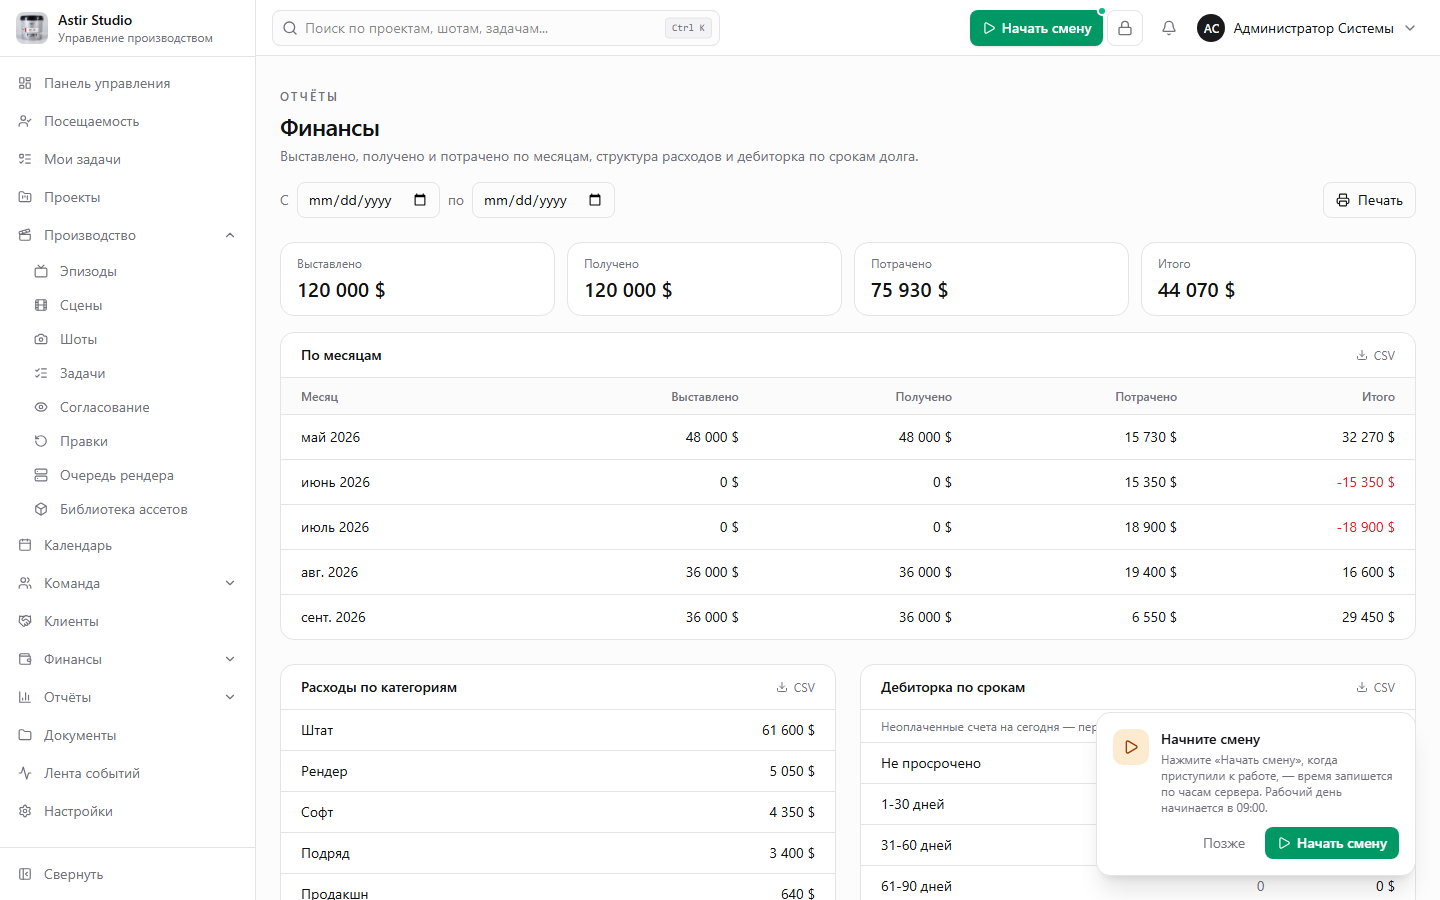 Astir Studio
Управление производством
Поиск по проектам, шотам, задачам...
Ctrl K
Начать смену
АС
Администратор Системы
Панель управления
Посещаемость
Мои задачи
Проекты
Производство
Эпизоды
Сцены
Шоты
Задачи
Согласование
Правки
Очередь рендера
Библиотека ассетов
Календарь
Команда
Клиенты
Финансы
Отчёты
Документы
Лента событий
Настройки
Свернуть
ОТЧЁТЫ
Финансы
Выставлено, получено и потрачено по месяцам, структура расходов и дебиторка по срокам долга.
С mm/dd/yyyy по mm/dd/yyyy
Печать
Выставлено
120 000 $
Получено
120 000 $
Потрачено
75 930 $
Итого
44 070 $
По месяцам
CSV
Месяц Выставлено Получено Потрачено Итого
май 2026 48 000 $ 48 000 $ 15 730 $ 32 270 $
июнь 2026 0 $ 0 $ 15 350 $ -15 350 $
июль 2026 0 $ 0 $ 18 900 $ -18 900 $
авг. 2026 36 000 $ 36 000 $ 19 400 $ 16 600 $
сент. 2026 36 000 $ 36 000 $ 6 550 $ 29 450 $
Расходы по категориям
CSV
Штат 61 600 $
Рендер 5 050 $
Софт 4 350 $
Подряд 3 400 $
Продакшн 640 $
Дебиторка по срокам
CSV
Неоплаченные счета на сегодня —
Не просрочено
1-30 дней
31-60 дней
61-90 дней 0 0 $
Начните смену
Нажмите «Начать смену», когда
приступили к работе, — время запишется
по часам сервера. Рабочий день
начинается в 09:00.
Позже
Начать смену